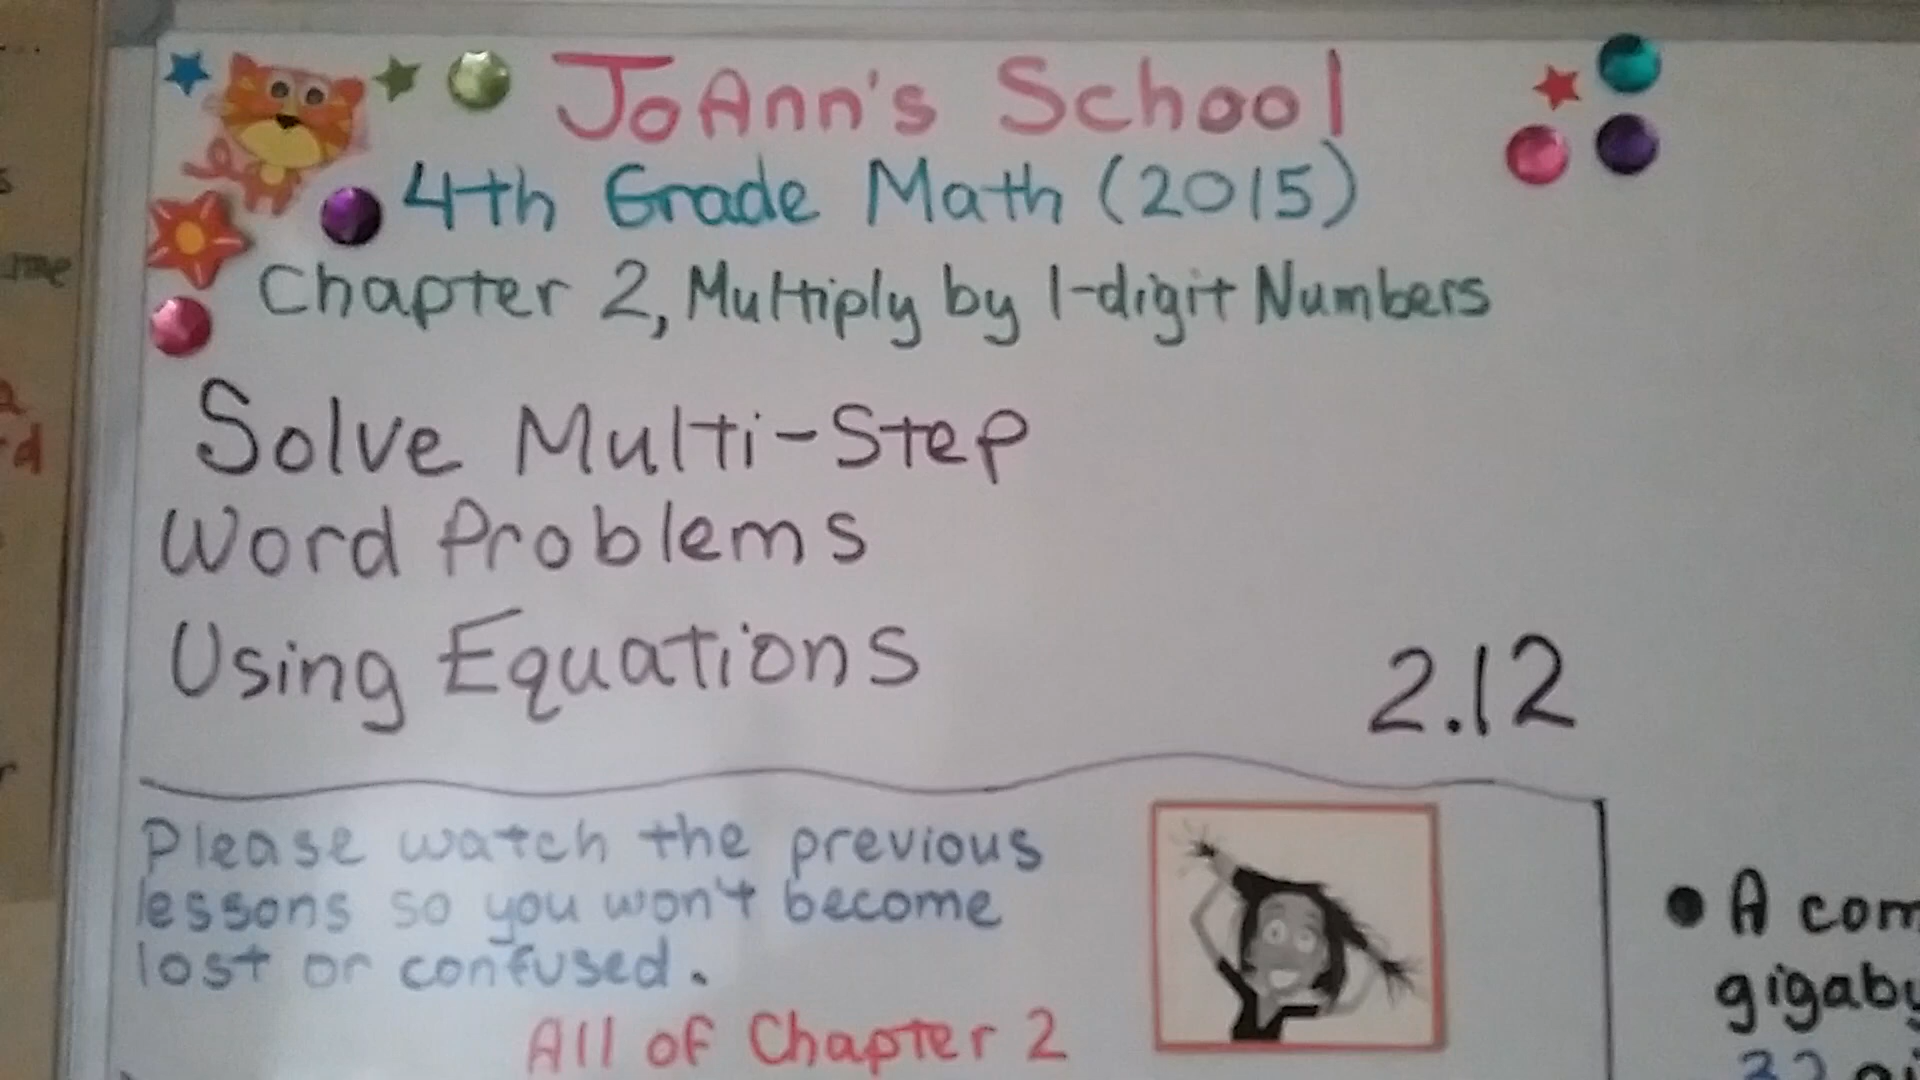 JoAnn's School
4th Grade Math (2015)
Chapter 2, Multiply by 1-digit Numbers
Solve Multi-Step
Word Problems
Using Equations
2.12
Please watch the previous
lessons so you won't become
lost or confused.
All of Chapter 2
• A com
gigaby